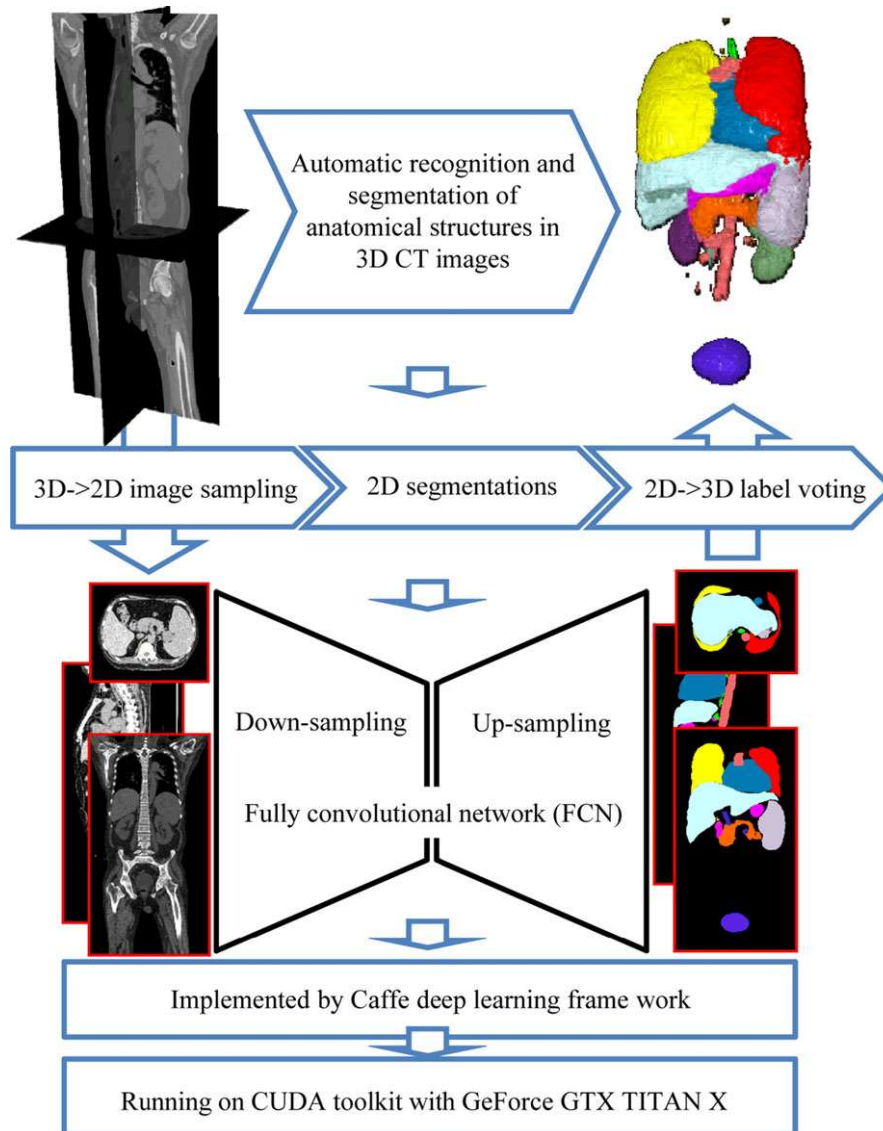 Automatic recognition and
segmentation of
anatomical structures in
3D CT images
3D->2D image sampling
2D segmentations
2D->3D label voting
Down-sampling
Up-sampling
Fully convolutional network (FCN)
Implemented by Caffe deep learning frame work
Running on CUDA toolkit with GeForce GTX TITAN X